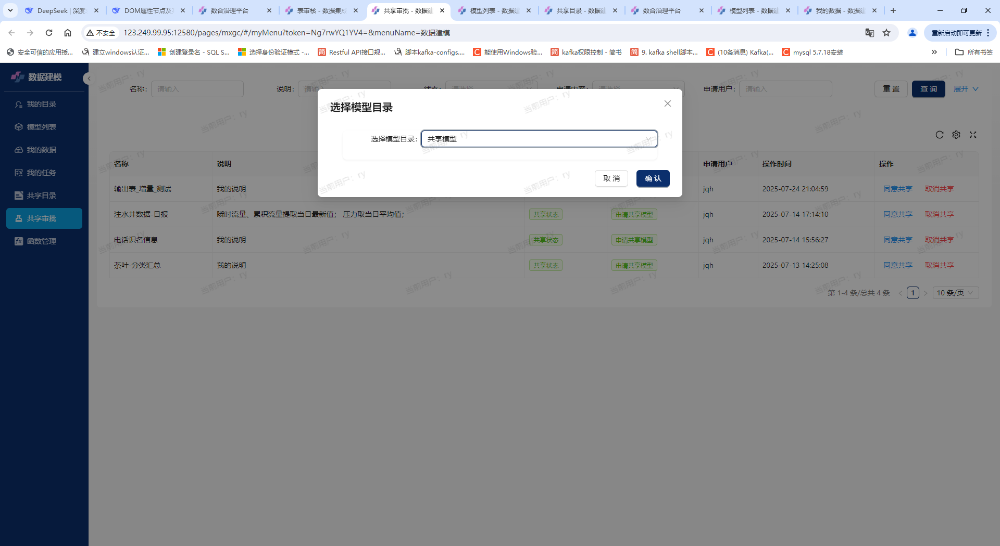 DeepSeek | 深度
DOM属性节点及
数合治理平台
表审核 - 数据集成
共享审批 - 数据建
模型列表 - 数据建
共享目录 - 数据建
数合治理平台
模型列表 - 数据建
我的数据 - 数据建
不安全
123.249.99.95:12580/pages/mxgc/#/myMenu?token=Ng7rwYQ1YV4=&menuName=数据建模
重新启动即可更新
安全可信的应用授...
建立windows认证...
创建登录名 - SQL S...
选择身份验证模式 -...
Restful API接口规...
脚本kafka-configs....
能使用Windows验...
kafka权限控制 - 简书
9. kafka shell脚本...
(10条消息) Kafka(...
mysql 5.7.18安装
所有书签
数据建模
我的目录
模型列表
我的数据
我的任务
共享目录
共享审批
函数管理
名称: 请输入
说明: 请输入
状态: 请选择
申请内容: 请选择
申请用户: 请输入
重 置
查 询
展开
选择模型目录
选择模型目录: 共享模型
取 消
确 认
名称 说明 申请用户 操作时间 操作
输出表_增量_测试 我的说明 jqh 2025-07-24 21:04:59 同意共享 取消共享
注水井数据-日报 瞬时流量、累积流量提取当日最新值; 压力取当日平均值; 共享状态 申请共享模型 jqh 2025-07-14 17:14:10 同意共享 取消共享
电话识名信息 我的说明 共享状态 申请共享模型 jqh 2025-07-14 15:56:27 同意共享 取消共享
茶叶-分类汇总 我的说明 共享状态 申请共享模型 jqh 2025-07-13 14:25:08 同意共享 取消共享
第 1-4 条/总共 4 条
1
10 条/页
当前用户: ry